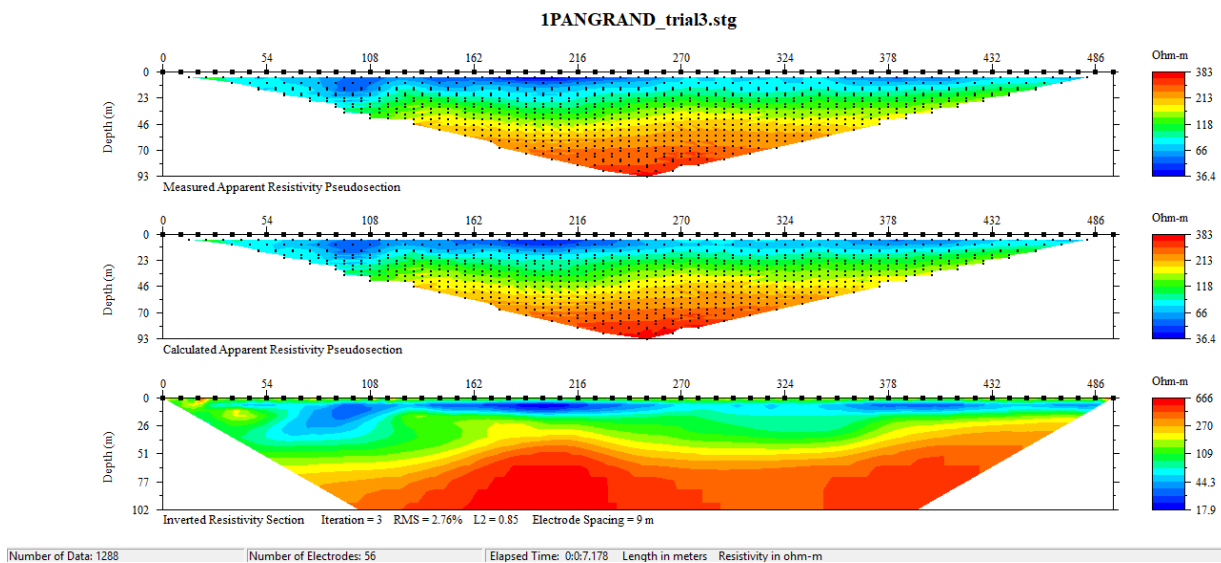 1PANGRAND_trial3.stg
0 54 108 162 216 270 324 378 432 486
Ohm-m
Depth (m)
0
23
46
70
93
383
213
118
66
36.4
Measured Apparent Resistivity Pseudosection
0 54 108 162 216 270 324 378 432 486
Ohm-m
Depth (m)
0
23
46
70
93
383
213
118
66
36.4
Calculated Apparent Resistivity Pseudosection
0 54 108 162 216 270 324 378 432 486
Ohm-m
Depth (m)
0
26
51
77
102
666
270
109
44.3
17.9
Inverted Resistivity Section Iteration = 3 RMS = 2.76% L2 = 0.85 Electrode Spacing = 9 m
Number of Data: 1288 Number of Electrodes: 56 Elapsed Time: 0:0:7.178 Length in meters Resistivity in ohm-m